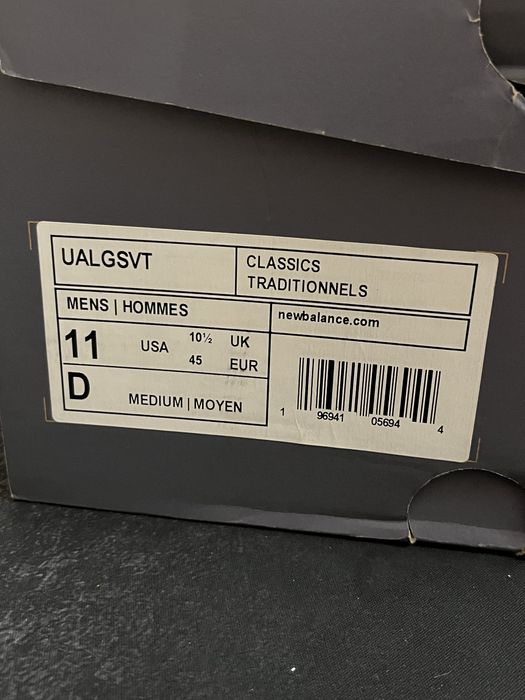 UALGSVT
CLASSICS
TRADITIONNELS
MENS | HOMMES
newbalance.com
11 USA 10½ UK
45 EUR
D MEDIUM | MOYEN
1 96941 05694 4